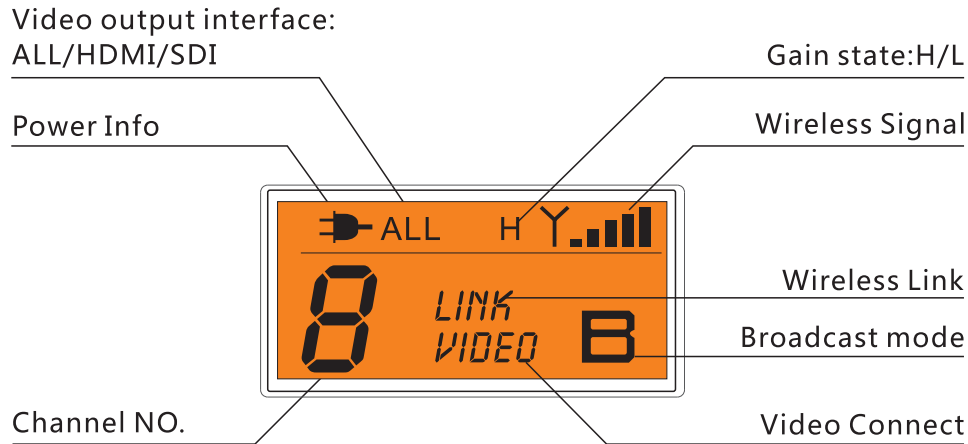 Video output interface:
ALL/HDMI/SDI
Gain state:H/L
Power Info
Wireless Signal
ALL H
8
LINK
VIDEO
B
Wireless Link
Broadcast mode
Channel NO.
Video Connect